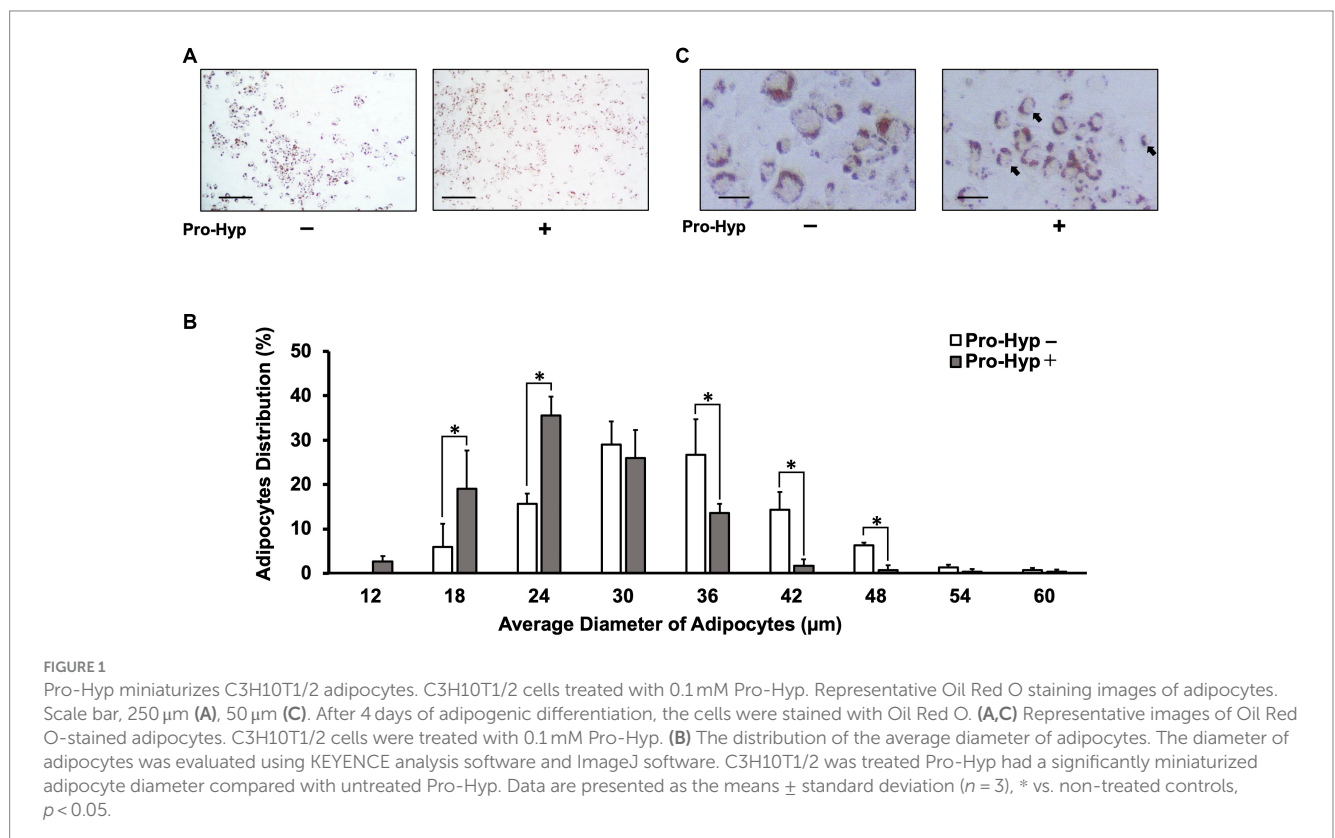 A
C
Pro-Hyp − +
Pro-Hyp − +
B
Adipocytes Distribution (%)
50
40
30
20
10
0
Pro-Hyp −
Pro-Hyp +
* * * * *
12 18 24 30 36 42 48 54 60
Average Diameter of Adipocytes (µm)
FIGURE 1
Pro-Hyp miniaturizes C3H10T1/2 adipocytes. C3H10T1/2 cells treated with 0.1 mM Pro-Hyp. Representative Oil Red O staining images of adipocytes.
Scale bar, 250 µm (A), 50 µm (C). After 4 days of adipogenic differentiation, the cells were stained with Oil Red O. (A,C) Representative images of Oil Red
O-stained adipocytes. C3H10T1/2 cells were treated with 0.1 mM Pro-Hyp. (B) The distribution of the average diameter of adipocytes. The diameter of
adipocytes was evaluated using KEYENCE analysis software and ImageJ software. C3H10T1/2 was treated Pro-Hyp had a significantly miniaturized
adipocyte diameter compared with untreated Pro-Hyp. Data are presented as the means ± standard deviation (n = 3), * vs. non-treated controls,
p < 0.05.